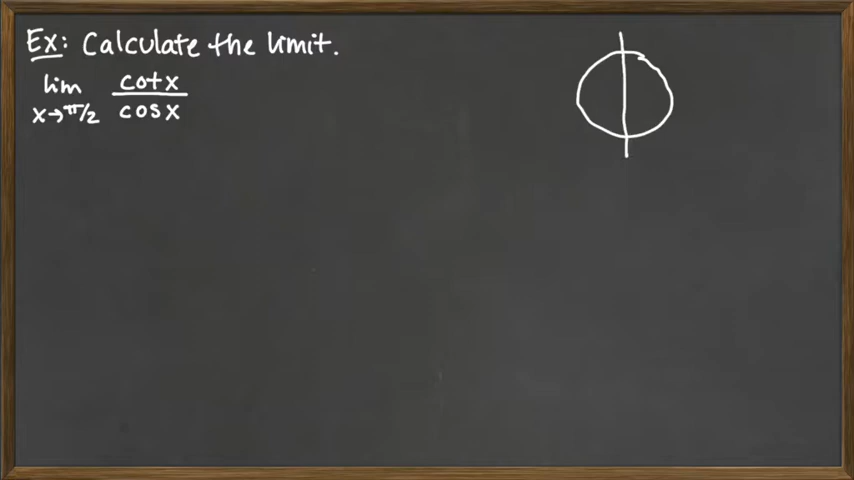 Ex: Calculate the limit.
lim cotx
x→π/2 cosx